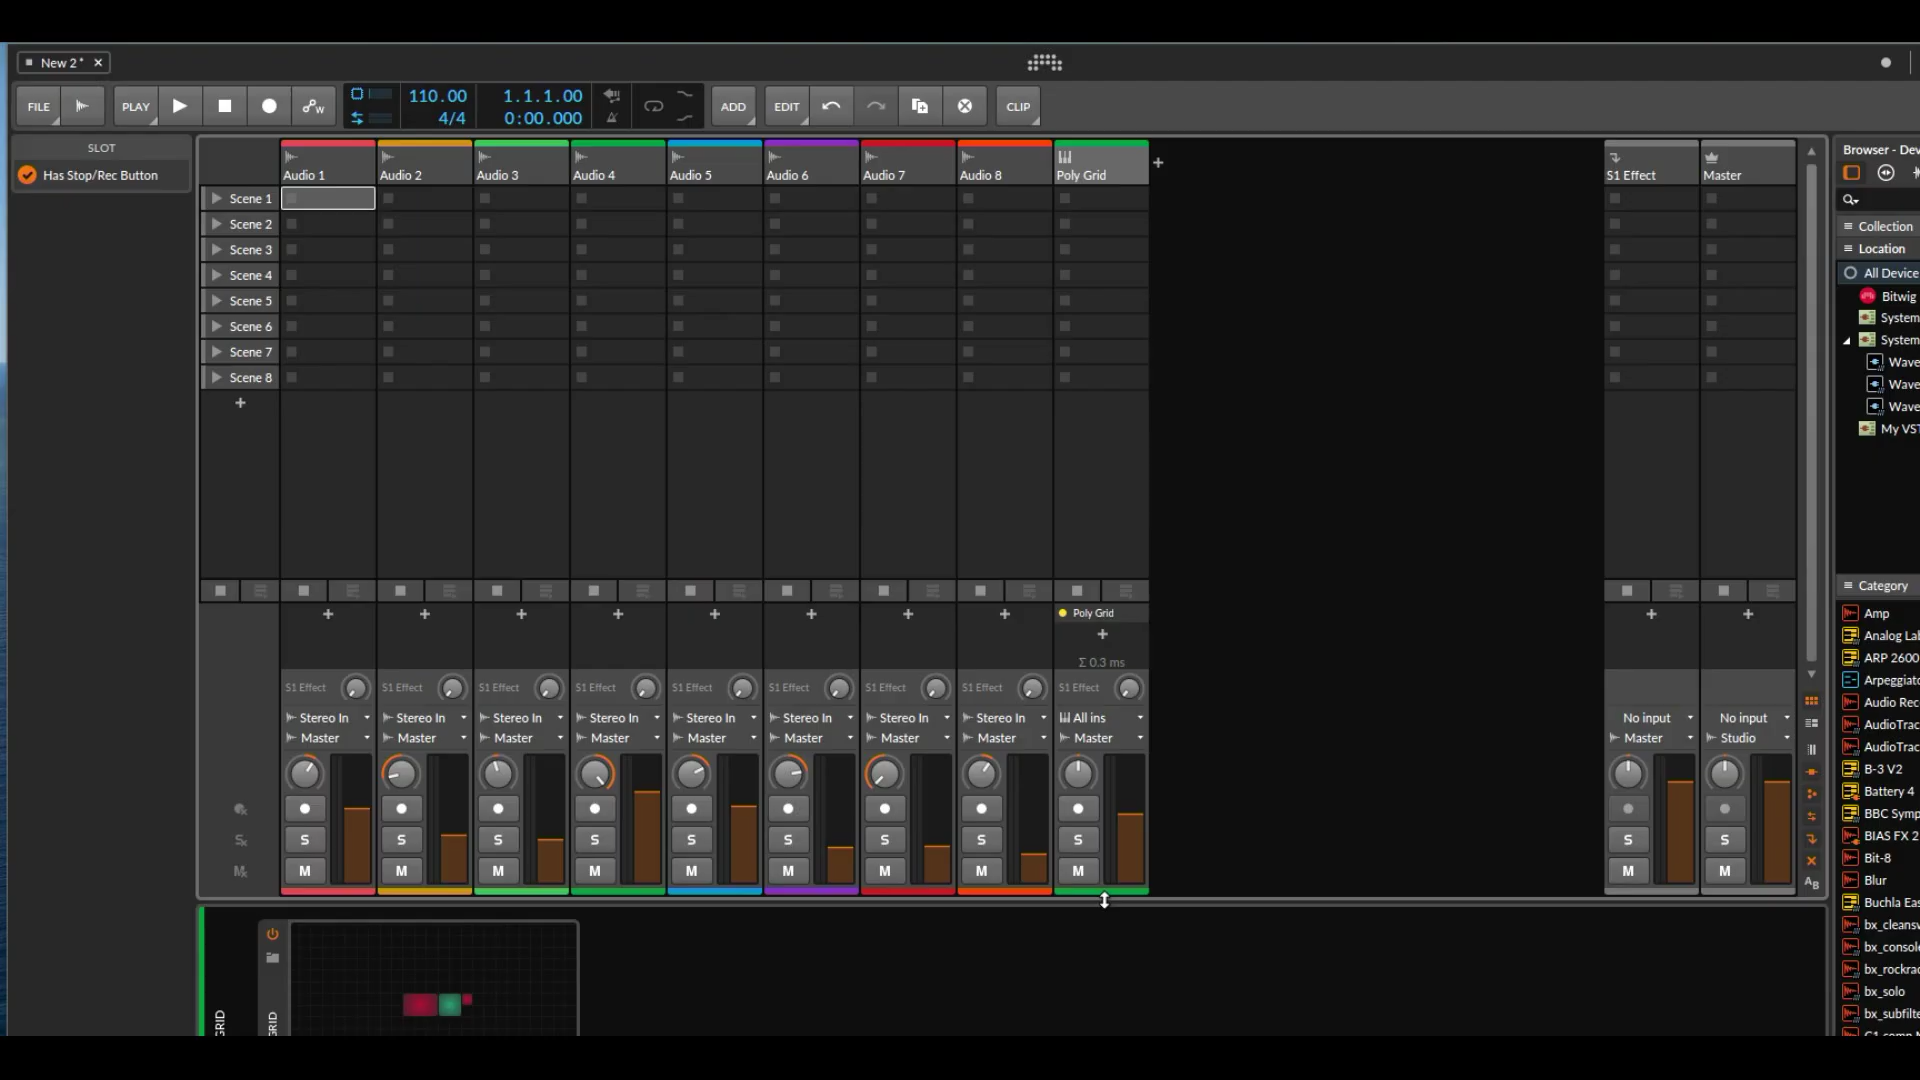 New 2*
FILE PLAY 110.00 1.1.1.00 ADD EDIT CLIP
4/4 0:00.000
SLOT
Has Stop/Rec Button
Audio 1 Audio 2 Audio 3 Audio 4 Audio 5 Audio 6 Audio 7 Audio 8 Poly Grid S1 Effect Master
Scene 1
Scene 2
Scene 3
Scene 4
Scene 5
Scene 6
Scene 7
Scene 8
Poly Grid
Σ 0.3 ms
S1 Effect S1 Effect S1 Effect S1 Effect S1 Effect S1 Effect S1 Effect S1 Effect S1 Effect
Stereo In Stereo In Stereo In Stereo In Stereo In Stereo In Stereo In Stereo In All ins No input No input
Master Master Master Master Master Master Master Master Master Master Studio
S S S S S S S S S S S
M M M M M M M M M M M
GRID
GRID
Browser - Dev
Collection
Location
All Device
Bitwig
System
System
Wave
Wave
Wave
My VST
Category
Amp
Analog Lab
ARP 2600
Arpeggiato
Audio Rec
AudioTrac
AudioTrac
B-3 V2
Battery 4
BBC Symp
BIAS FX 2
Bit-8
Blur
Buchla Eas
bx_cleansw
bx_console
bx_rockrac
bx_solo
bx_subfilte